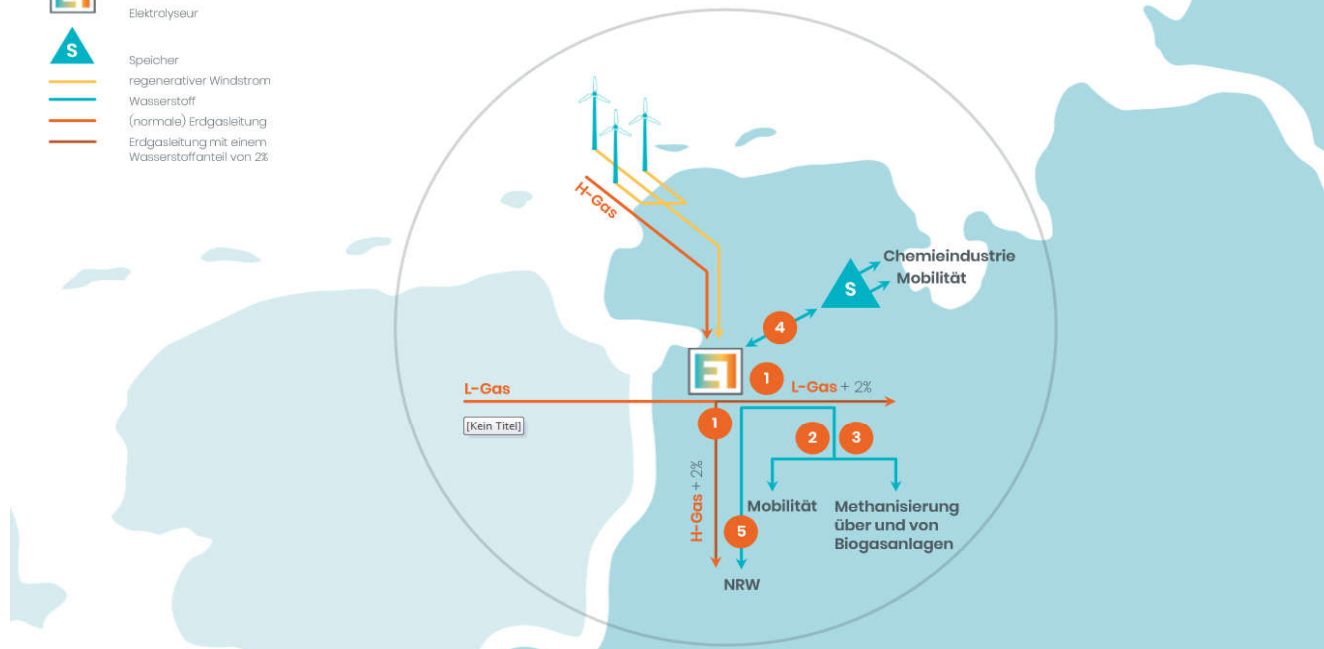 Elektrolyseur
S
Speicher
regenerativer Windstrom
Wasserstoff
(normale) Erdgasleitung
Erdgasleitung mit einem
Wasserstoffanteil von 2%
H-Gas
Chemieindustrie
Mobilität
S
4
1
L-Gas
L-Gas + 2%
[Kein Titel]
1
2
3
H-Gas + 2%
Mobilität
Methanisierung
über und von
Biogasanlagen
5
NRW